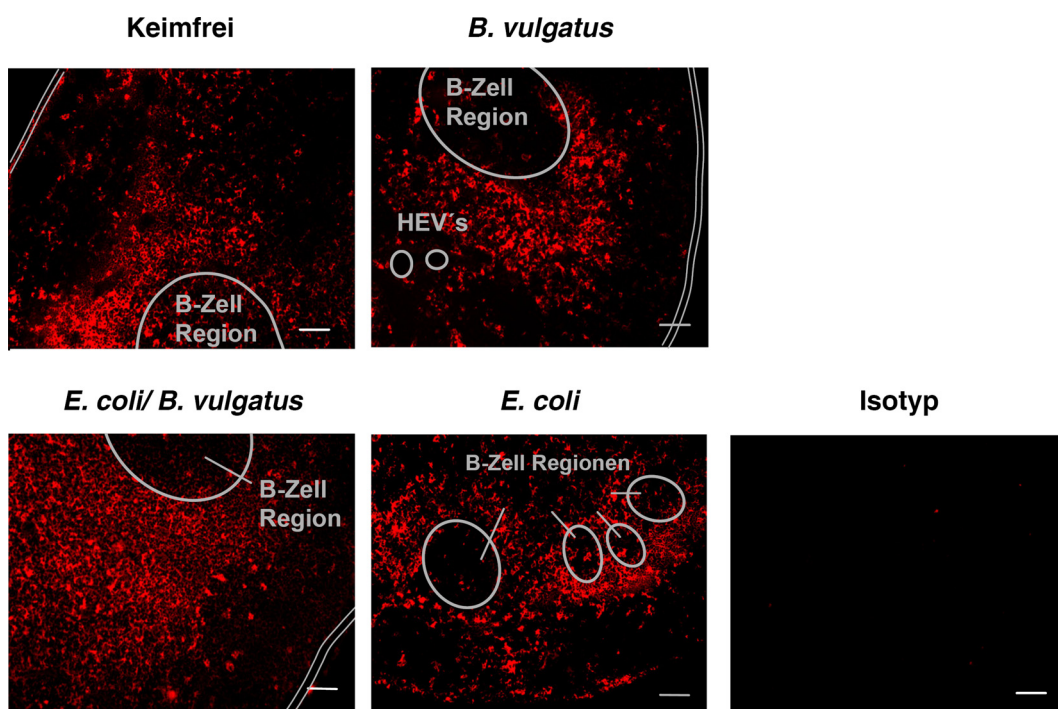 Keimfrei
B. vulgatus
B-Zell
Region
B-Zell
Region
HEV´s
E. coli/ B. vulgatus
E. coli
Isotyp
B-Zell
Region
B-Zell Regionen